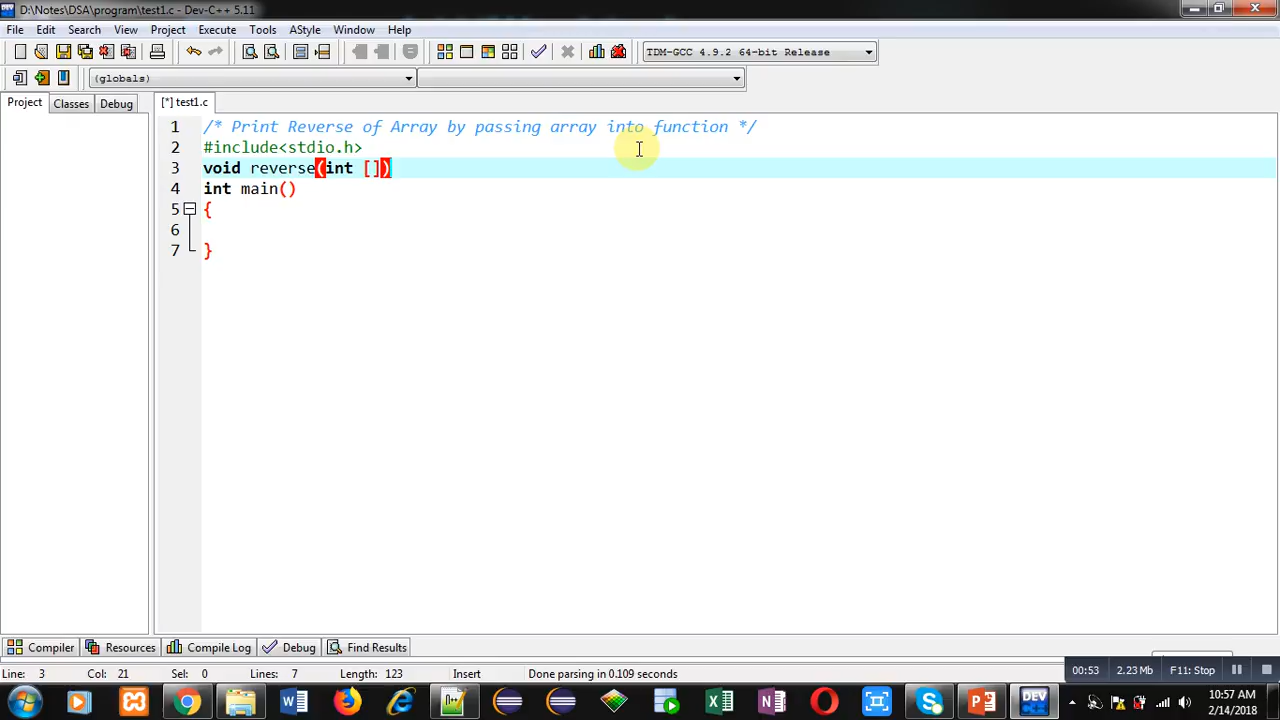 D:\Notes\DSA\program\test1.c - Dev-C++ 5.11
File Edit Search View Project Execute Tools AStyle Window Help
TDM-GCC 4.9.2 64-bit Release
(globals)
Project Classes Debug [*] test1.c
1 /* Print Reverse of Array by passing array into function */
2 #include<stdio.h>
3 void reverse(int [])
4 int main()
5 {
6
7 }
Compiler Resources Compile Log Debug Find Results
Line: 3 Col: 21 Sel: 0 Lines: 7 Length: 123 Insert Done parsing in 0.109 seconds
00:53 2.23 Mb F11: Stop
DEV
10:57 AM
2/14/2018